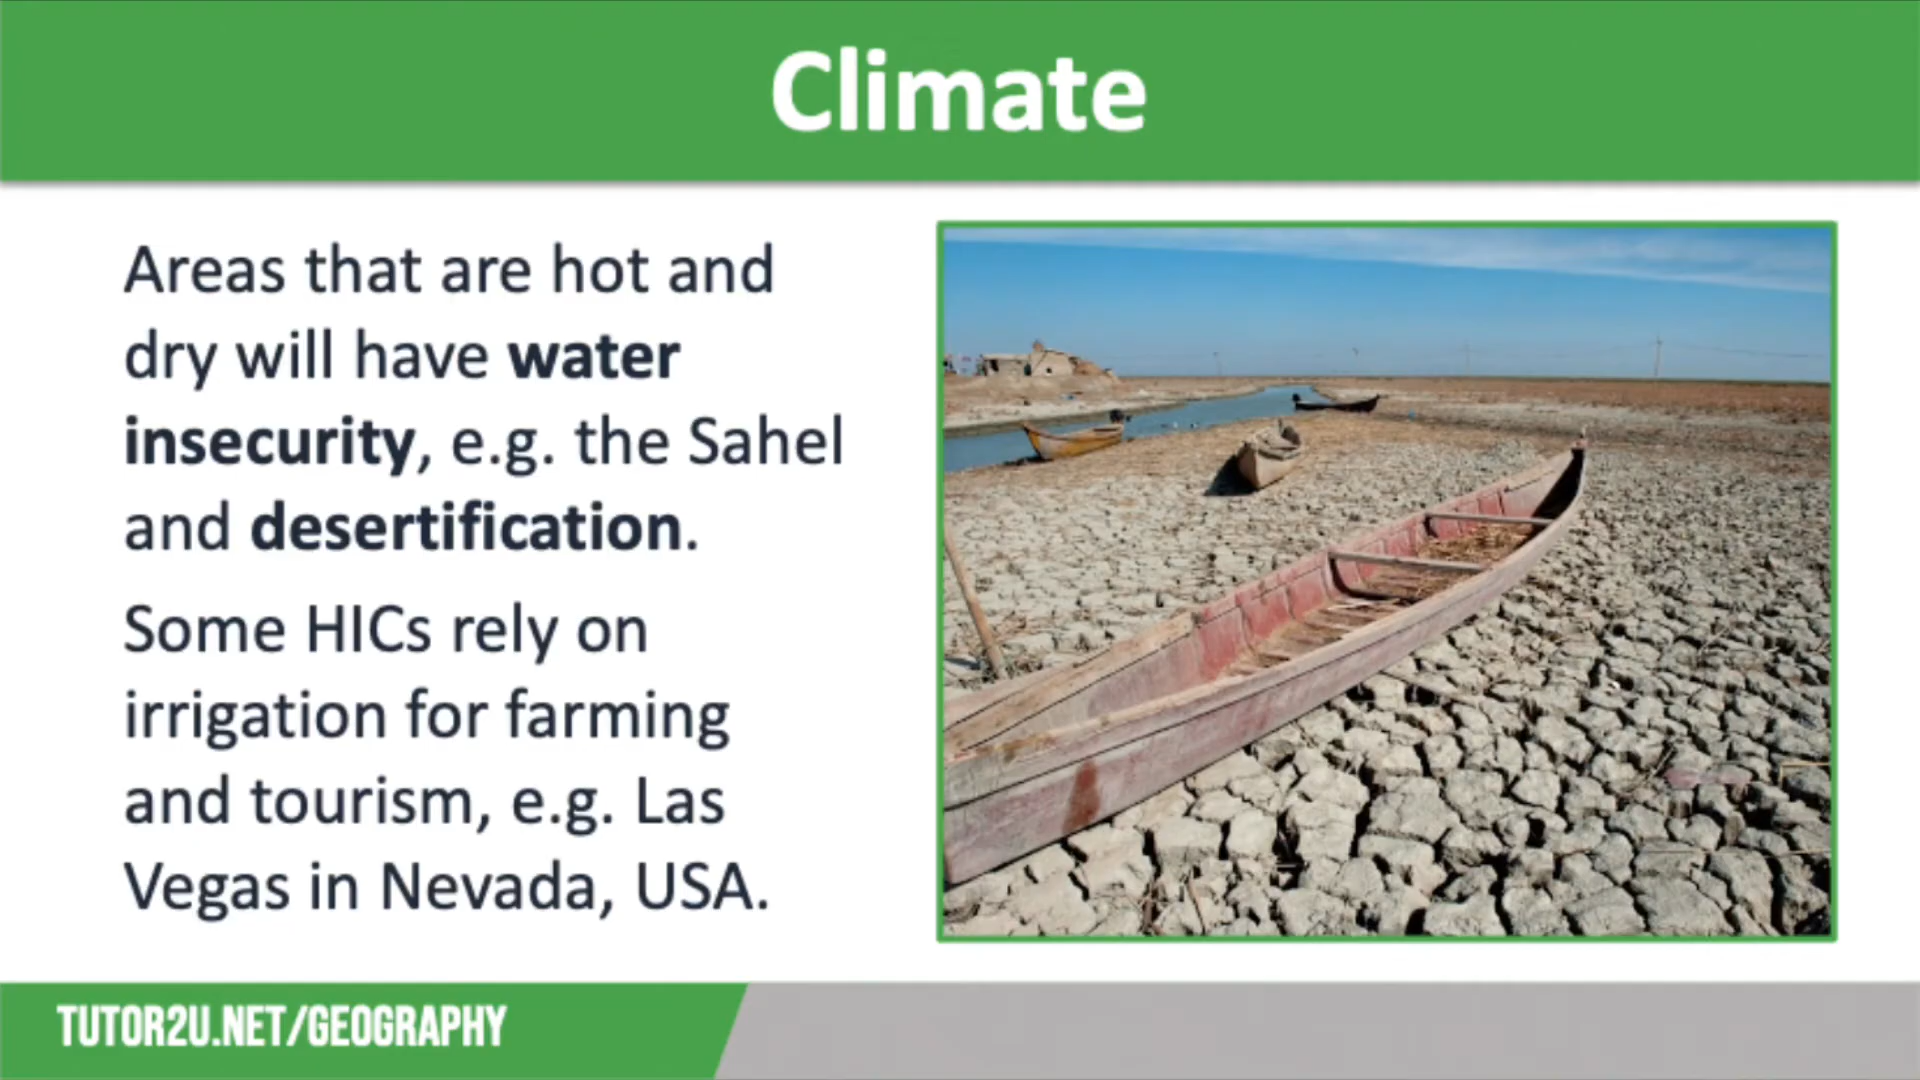 Climate
Areas that are hot and
dry will have water
insecurity, e.g. the Sahel
and desertification.
Some HICs rely on
irrigation for farming
and tourism, e.g. Las
Vegas in Nevada, USA.
TUTOR2U.NET/GEOGRAPHY